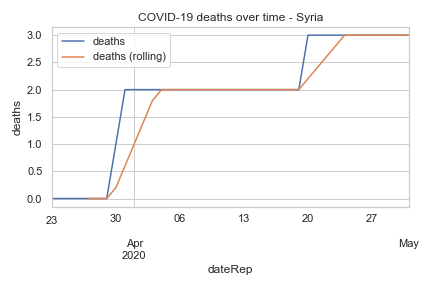 COVID-19 deaths over time - Syria
deaths
deaths (rolling)
deaths
3.0
2.5
2.0
1.5
1.0
0.5
0.0
23 30 06 13 20 27
Apr May
2020
dateRep